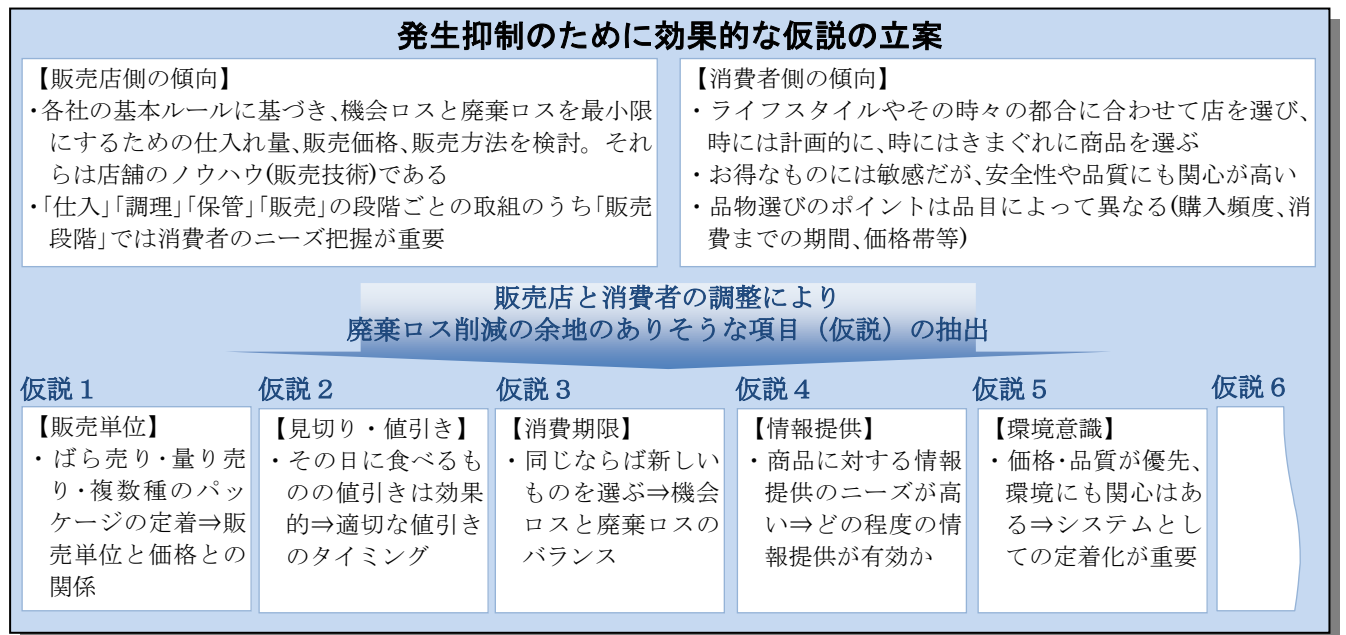 発生抑制のために効果的な仮説の立案
【販売店側の傾向】
・各社の基本ルールに基づき、機会ロスと廃棄ロスを最小限
にするための仕入れ量、販売価格、販売方法を検討。それ
らは店舗のノウハウ(販売技術)である
・「仕入」「調理」「保管」「販売」の段階ごとの取組のうち「販売
段階」では消費者のニーズ把握が重要
【消費者側の傾向】
・ライフスタイルやその時々の都合に合わせて店を選び、
時には計画的に、時にはきまぐれに商品を選ぶ
・お得なものには敏感だが、安全性や品質にも関心が高い
・品物選びのポイントは品目によって異なる(購入頻度、消
費までの期間、価格帯等)
販売店と消費者の調整により
廃棄ロス削減の余地のありそうな項目（仮説）の抽出
仮説１
【販売単位】
・ばら売り・量り売
り・複数種のパッ
ケージの定着⇒販
売単位と価格との
関係
仮説２
【見切り・値引き】
・その日に食べるも
のの値引きは効果
的⇒適切な値引き
のタイミング
仮説３
【消費期限】
・同じならば新しい
ものを選ぶ⇒機会
ロスと廃棄ロスの
バランス
仮説４
【情報提供】
・商品に対する情報
提供のニーズが高
い⇒どの程度の情
報提供が有効か
仮説５
【環境意識】
・価格・品質が優先、
環境にも関心はあ
る⇒システムとし
ての定着化が重要
仮説６